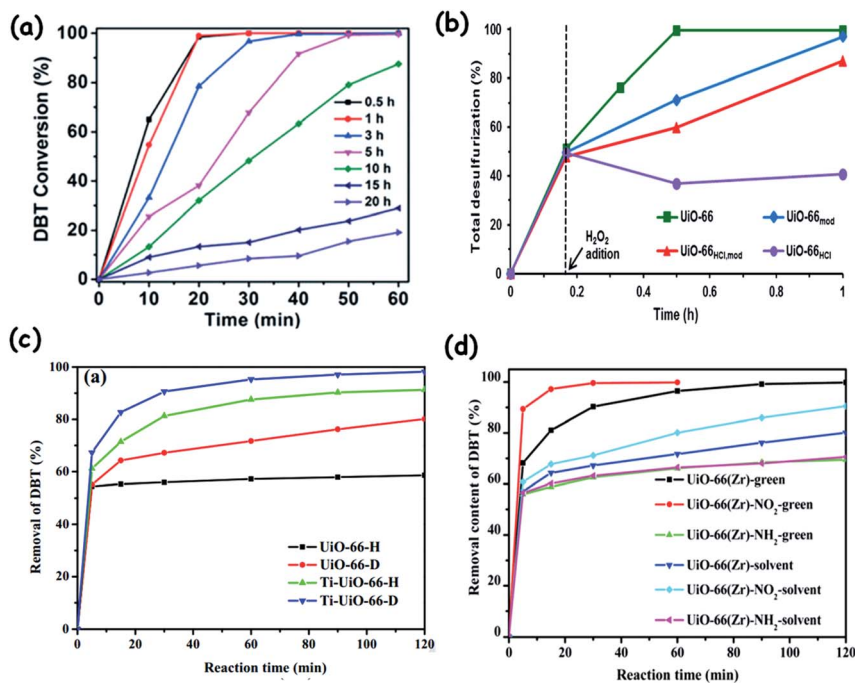 (a)
DBT Conversion (%)
100
80
60
40
20
0
0.5 h
1 h
3 h
5 h
10 h
15 h
20 h
0 10 20 30 40 50 60
Time (min)
(b)
Total desulfurization (%)
100
80
60
40
20
0
H₂O₂
adition
UiO-66
UiO-66mod
UiO-66HCl,mod
UiO-66HCl
0 0.2 0.4 0.6 0.8 1
Time (h)
(c)
(a)
Removal of DBT (%)
100
80
60
40
20
0
UiO-66-H
UiO-66-D
Ti-UiO-66-H
Ti-UiO-66-D
0 20 40 60 80 100 120
Reaction time (min)
(d)
Removal content of DBT (%)
100
80
60
40
20
0
UiO-66(Zr)-green
UiO-66(Zr)-NO₂-green
UiO-66(Zr)-NH₂-green
UiO-66(Zr)-solvent
UiO-66(Zr)-NO₂-solvent
UiO-66(Zr)-NH₂-solvent
0 20 40 60 80 100 120
Reaction time (min)